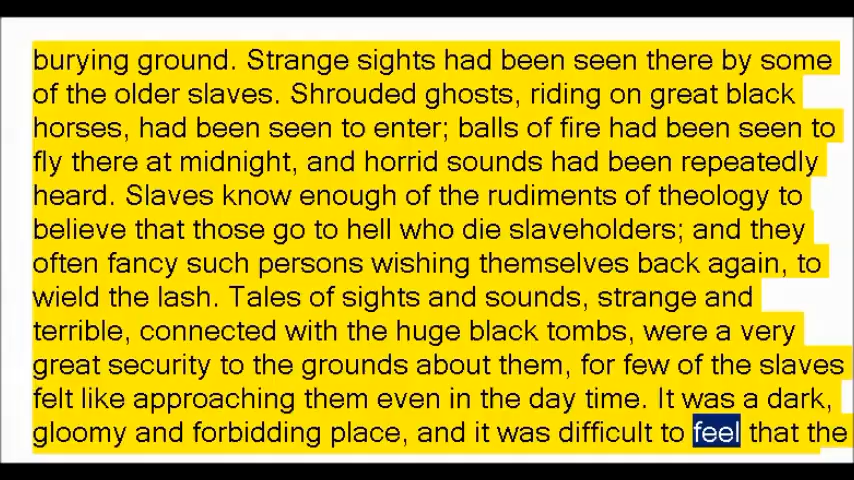 burying ground. Strange sights had been seen there by some
of the older slaves. Shrouded ghosts, riding on great black
horses, had been seen to enter; balls of fire had been seen to
fly there at midnight, and horrid sounds had been repeatedly
heard. Slaves know enough of the rudiments of theology to
believe that those go to hell who die slaveholders; and they
often fancy such persons wishing themselves back again, to
wield the lash. Tales of sights and sounds, strange and
terrible, connected with the huge black tombs, were a very
great security to the grounds about them, for few of the slaves
felt like approaching them even in the day time. It was a dark,
gloomy and forbidding place, and it was difficult to feel that the